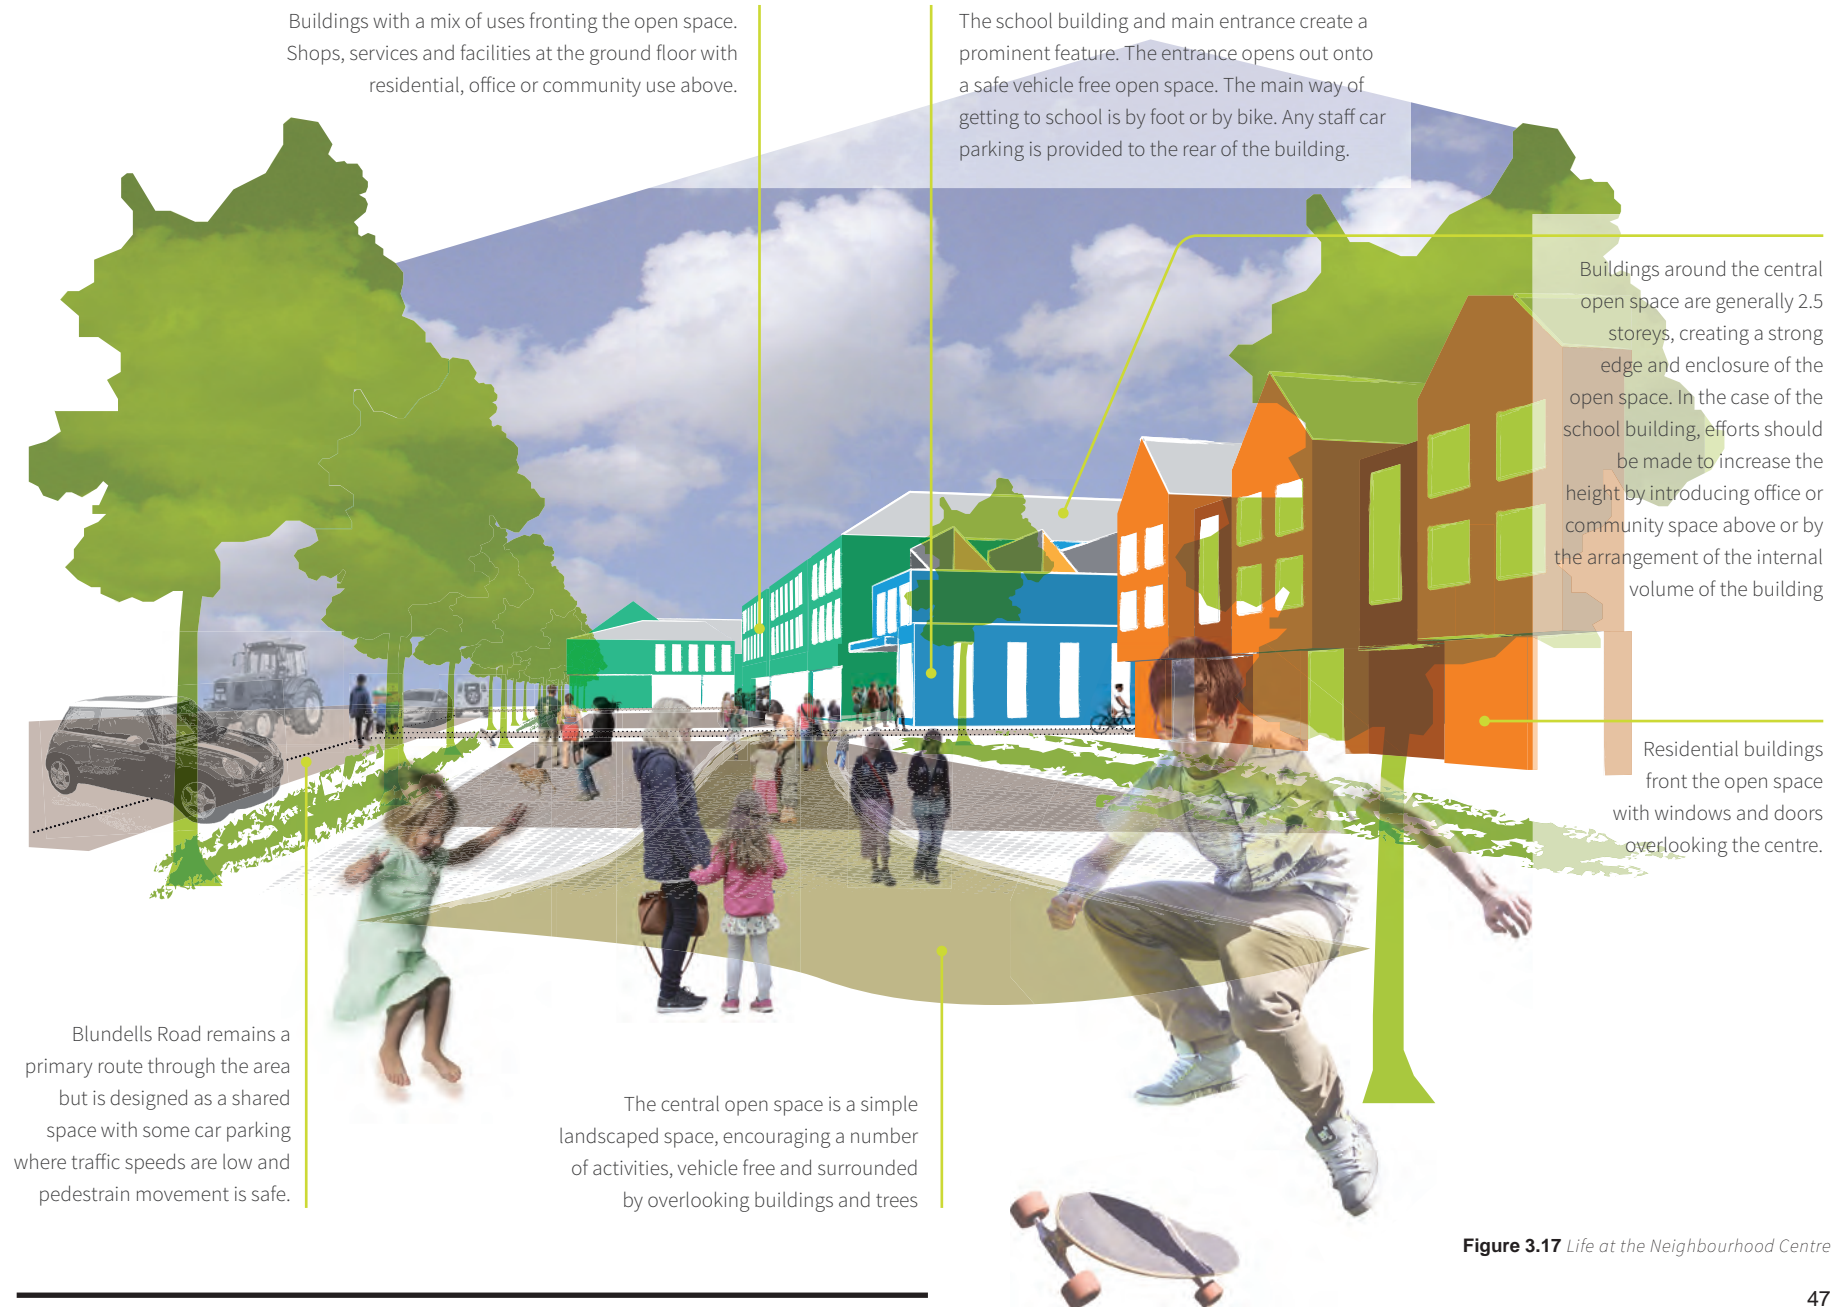 Buildings with a mix of uses fronting the open space.
Shops, services and facilities at the ground floor with
residential, office or community use above.
The school building and main entrance create a
prominent feature. The entrance opens out onto
a safe vehicle free open space. The main way of
getting to school is by foot or by bike. Any staff car
parking is provided to the rear of the building.
Buildings around the central
open space are generally 2.5
storeys, creating a strong
edge and enclosure of the
open space. In the case of the
school building, efforts should
be made to increase the
height by introducing office or
community space above or by
the arrangement of the internal
volume of the building
Residential buildings
front the open space
with windows and doors
overlooking the centre.
Blundells Road remains a
primary route through the area
but is designed as a shared
space with some car parking
where traffic speeds are low and
pedestrain movement is safe.
The central open space is a simple
landscaped space, encouraging a number
of activities, vehicle free and surrounded
by overlooking buildings and trees
Figure 3.17 Life at the Neighbourhood Centre
47